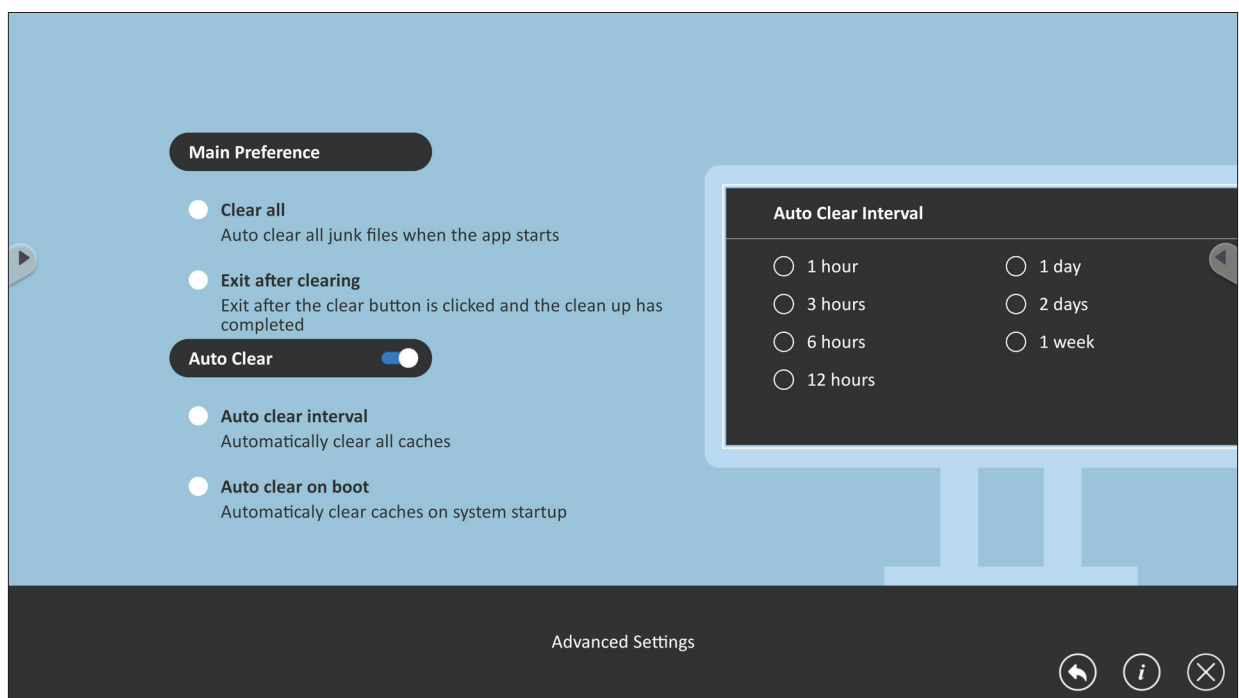 Main Preference
Clear all
Auto clear all junk files when the app starts
Exit after clearing
Exit after the clear button is clicked and the clean up has
completed
Auto Clear
Auto clear interval
Automatically clear all caches
Auto clear on boot
Automaticaly clear caches on system startup
Auto Clear Interval
1 hour
1 day
3 hours
2 days
6 hours
1 week
12 hours
Advanced Settings
i